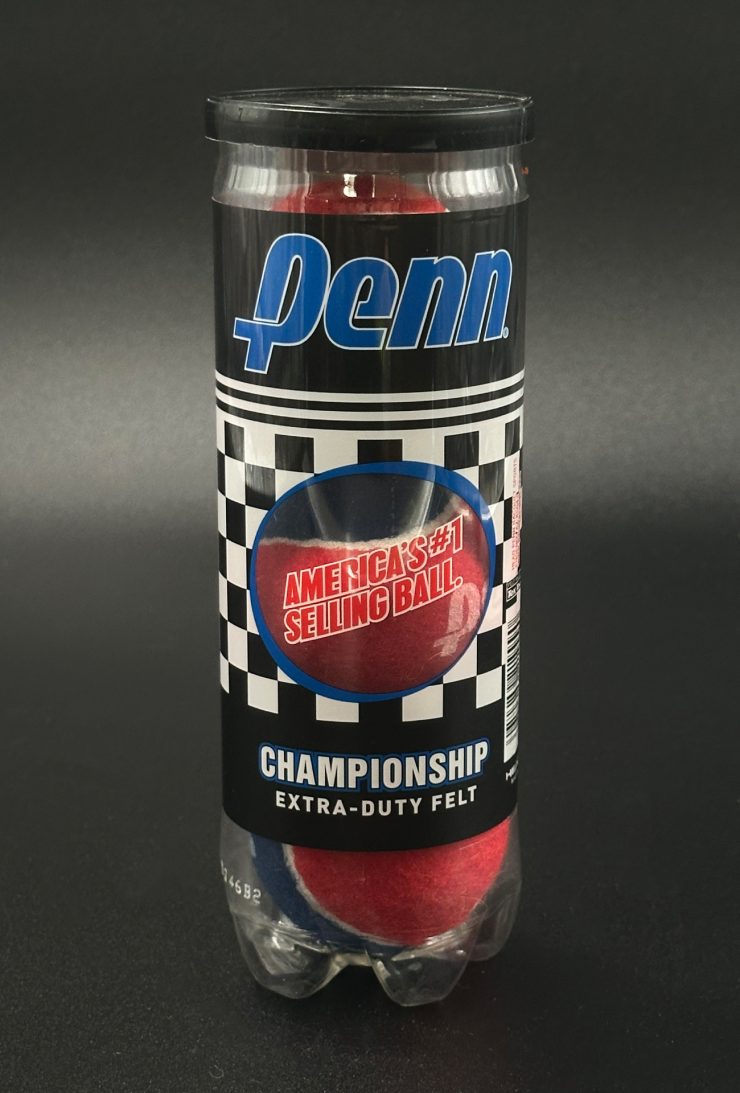 Penn
AMERICA'S #1
SELLING BALL.
CHAMPIONSHIP
EXTRA-DUTY FELT